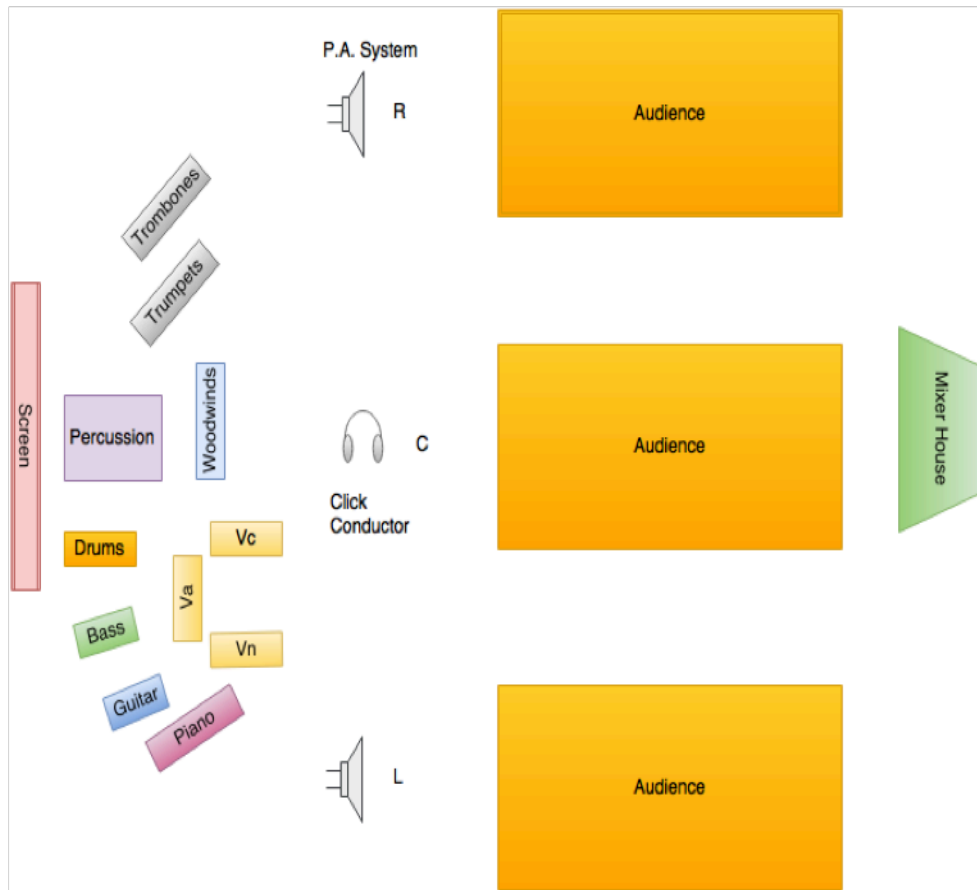 P.A. System
R
Audience
Trombones
Trumpets
Screen
Percussion
Woodwinds
C
Click
Conductor
Audience
Mixer House
Drums
Vc
Va
Bass
Vn
Guitar
Piano
L
Audience